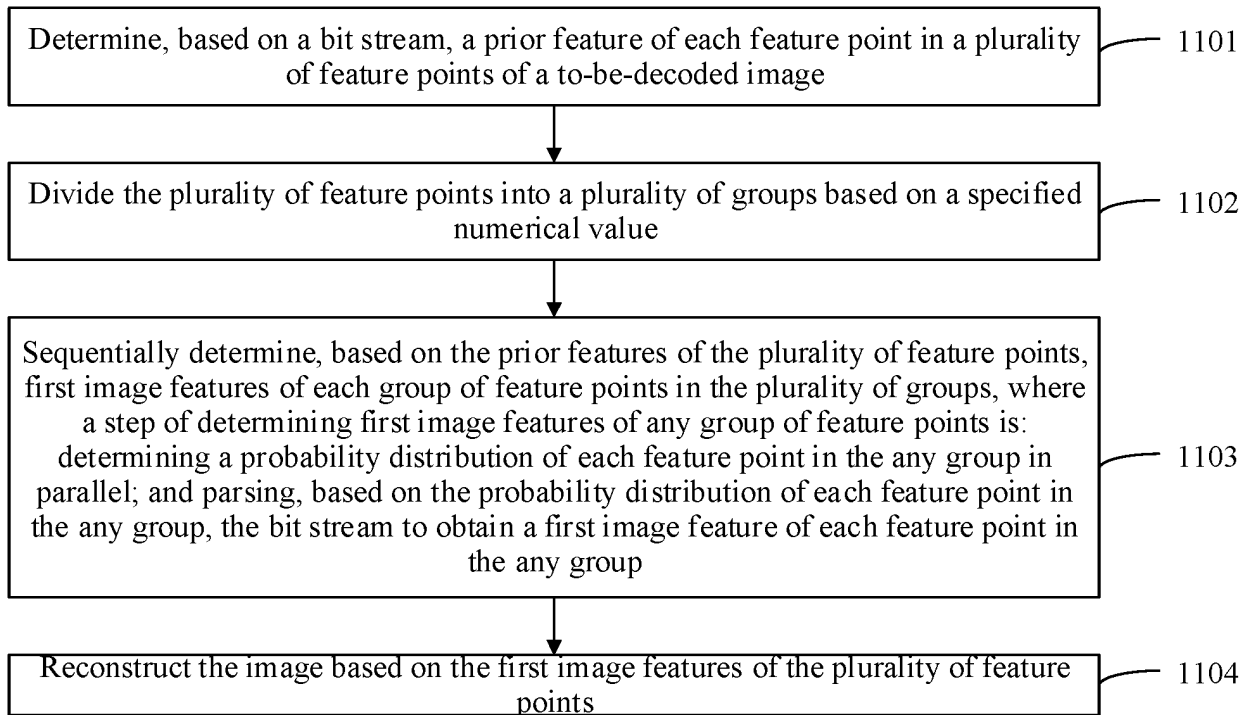 Determine, based on a bit stream, a prior feature of each feature point in a plurality
of feature points of a to-be-decoded image
1101
Divide the plurality of feature points into a plurality of groups based on a specified
numerical value
1102
Sequentially determine, based on the prior features of the plurality of feature points,
first image features of each group of feature points in the plurality of groups, where
a step of determining first image features of any group of feature points is:
determining a probability distribution of each feature point in the any group in
parallel; and parsing, based on the probability distribution of each feature point in
the any group, the bit stream to obtain a first image feature of each feature point in
the any group
1103
Reconstruct the image based on the first image features of the plurality of feature
points
1104